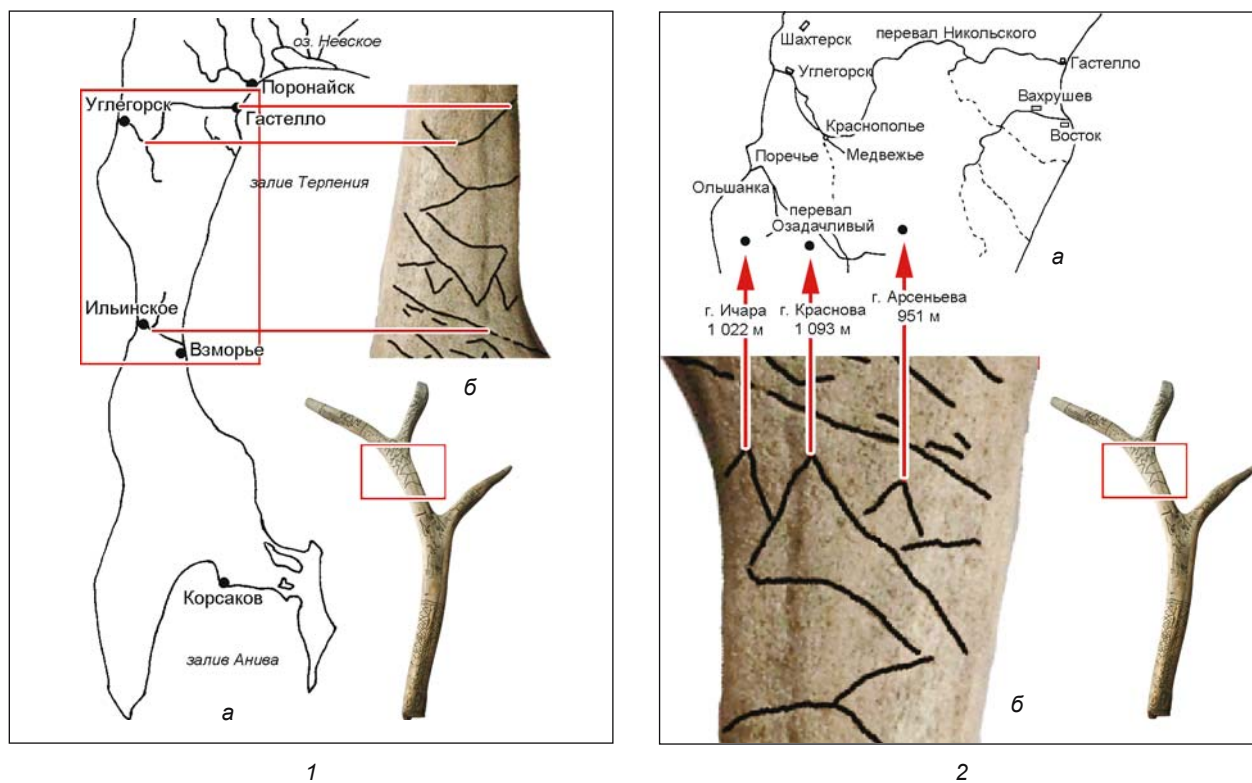 оз. Невское
Поронайск
Углегорск
Гастелло
залив Терпения
Ильинское
Взморье
б
Корсаков
залив Анива
а
1
Шахтерск
перевал Никольского
Углегорск
Гастелло
Вахрушев
Краснополье
Восток
Поречье
Медвежье
Ольшанка
перевал
Озадачливый
а
г. Ичара
1 022 м
г. Краснова
1 093 м
г. Арсеньева
951 м
б
2